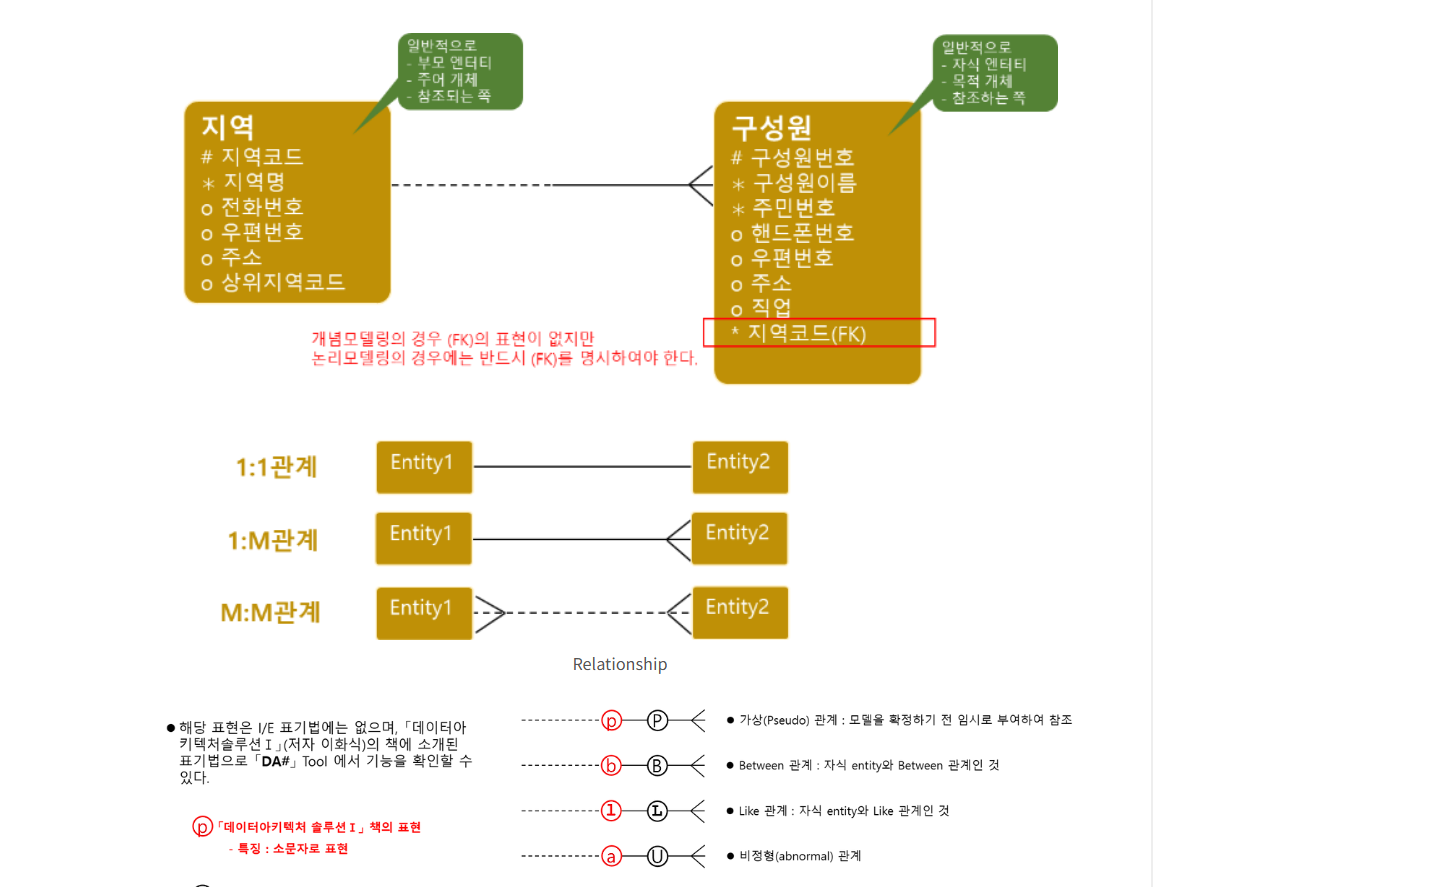 일반적으로
- 부모 엔터티
- 주어 개체
- 참조되는 쪽
일반적으로
- 자식 엔터티
- 목적 개체
- 참조하는 쪽
지역
# 지역코드
* 지역명
o 전화번호
o 우편번호
o 주소
o 상위지역코드
구성원
# 구성원번호
* 구성원이름
* 주민번호
o 핸드폰번호
o 우편번호
o 주소
o 직업
* 지역코드(FK)
개념모델링의 경우 (FK)의 표현이 없지만
논리모델링의 경우에는 반드시 (FK)를 명시하여야 한다.
1:1관계
Entity1
Entity2
1:M관계
Entity1
Entity2
M:M관계
Entity1
Entity2
Relationship
● 해당 표현은 I/E 표기법에는 없으며, 「데이터아
키텍처솔루션Ⅰ」(저자 이화식)의 책에 소개된
표기법으로 「DA#」 Tool 에서 기능을 확인할 수
있다.
p 「데이터아키텍처 솔루션Ⅰ」 책의 표현
- 특징 : 소문자로 표현
p P ● 가상(Pseudo) 관계 : 모델을 확정하기 전 임시로 부여하여 참조
b B ● Between 관계 : 자식 entity와 Between 관계인 것
l L ● Like 관계 : 자식 entity와 Like 관계인 것
a U ● 비정형(abnormal) 관계